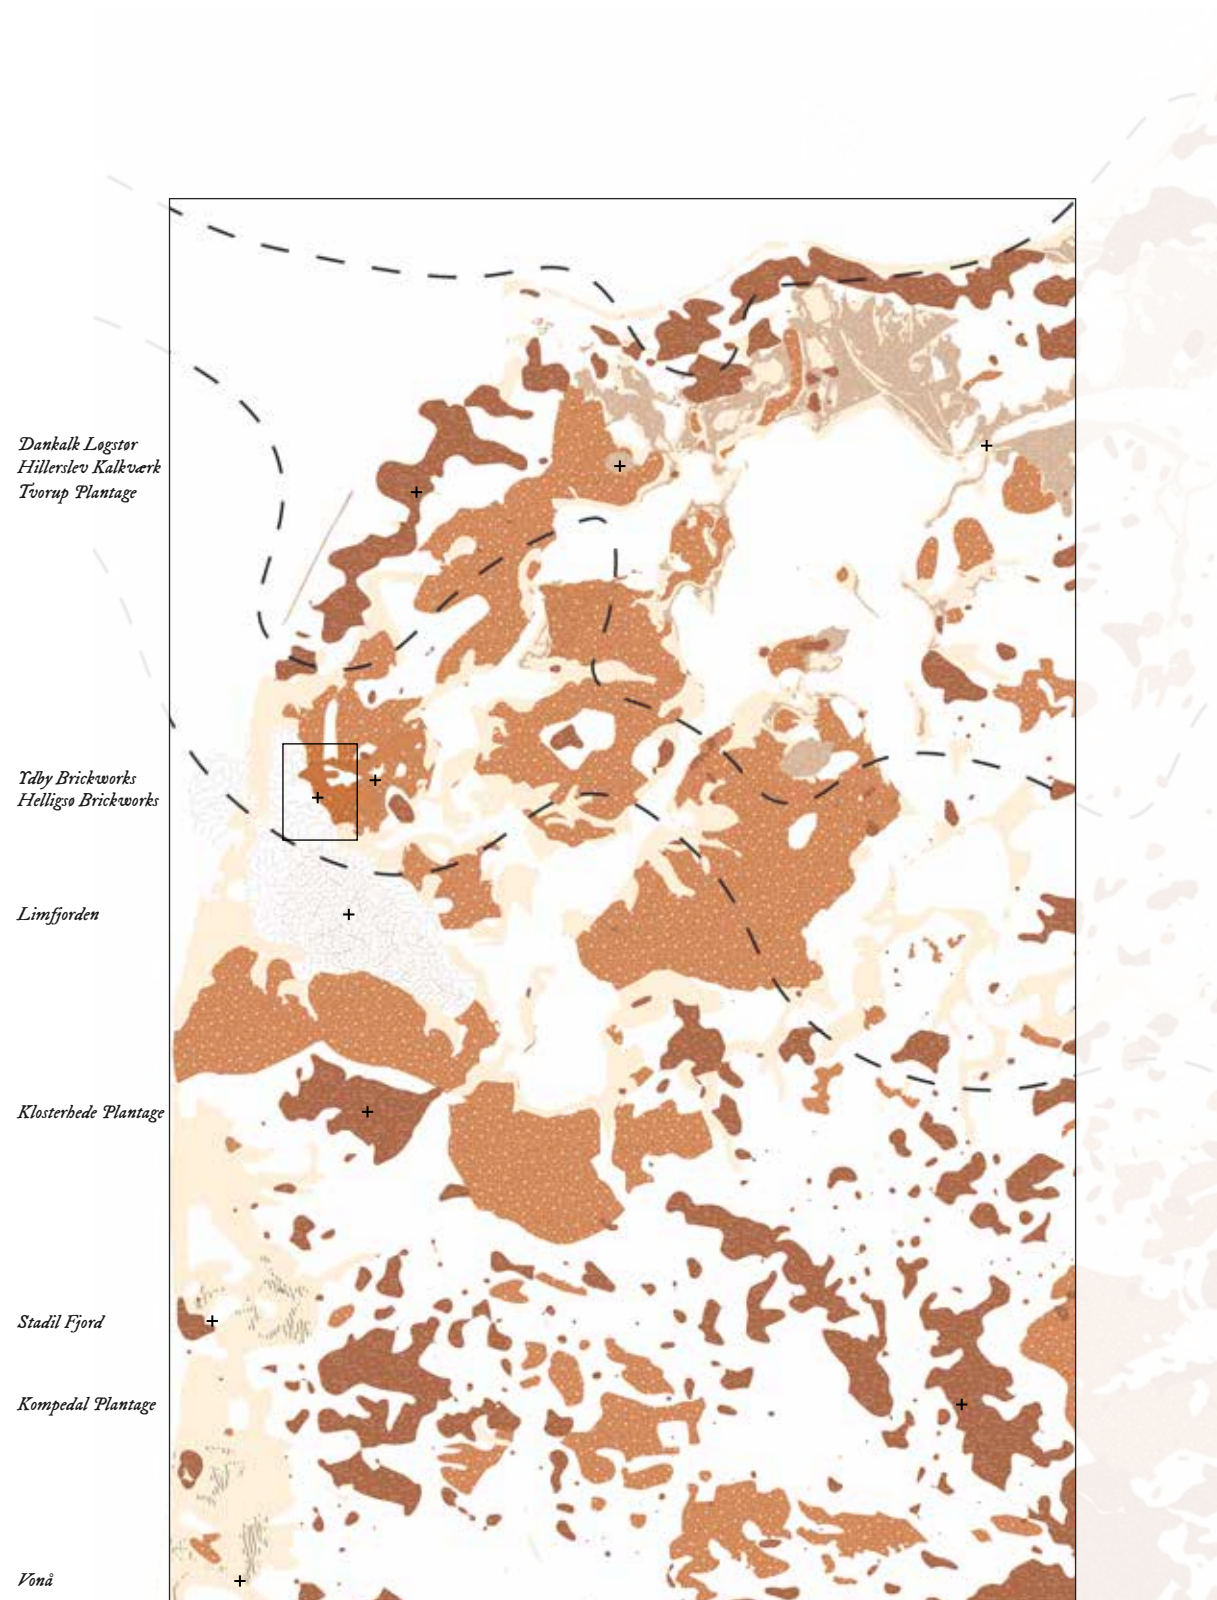 Dankalk Løgstør
Hillerslev Kalkværk
Tvorup Plantage
Ydby Brickworks
Helligsø Brickworks
Limfjorden
Klosterhede Plantage
Stadil Fjord
Kompedal Plantage
Vonå